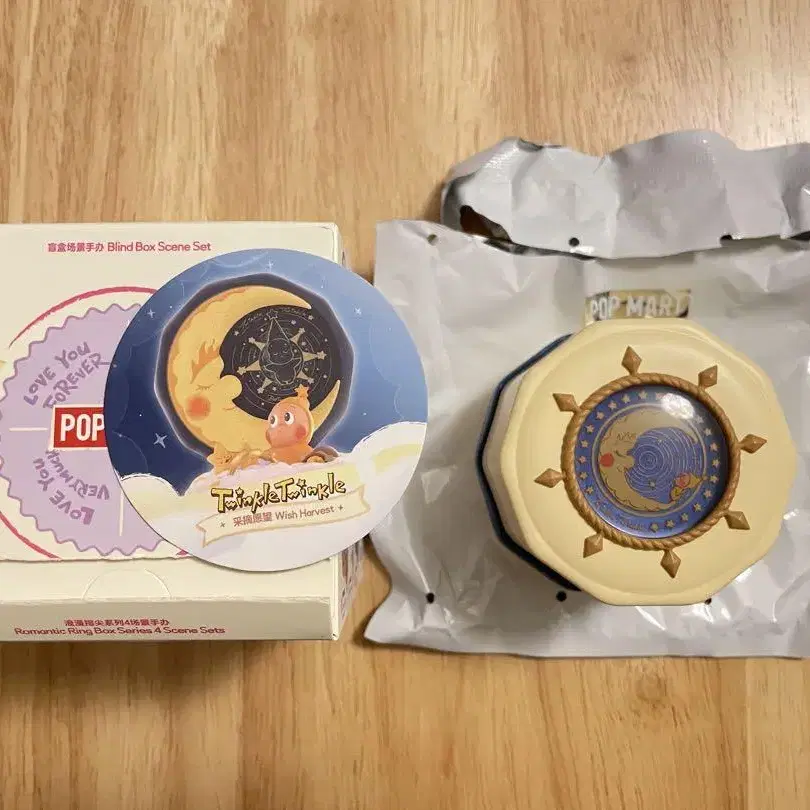 盲盒场景手办 Blind Box Scene Set
LOVE YOU
FOREVER
POP
LOVE YOU
VERYMUCH
浪漫指尖系列4场景手办
Romantic Ring Box Series 4 Scene Sets
TwinkleTwinkle
采摘愿望 Wish Harvest
POP MART